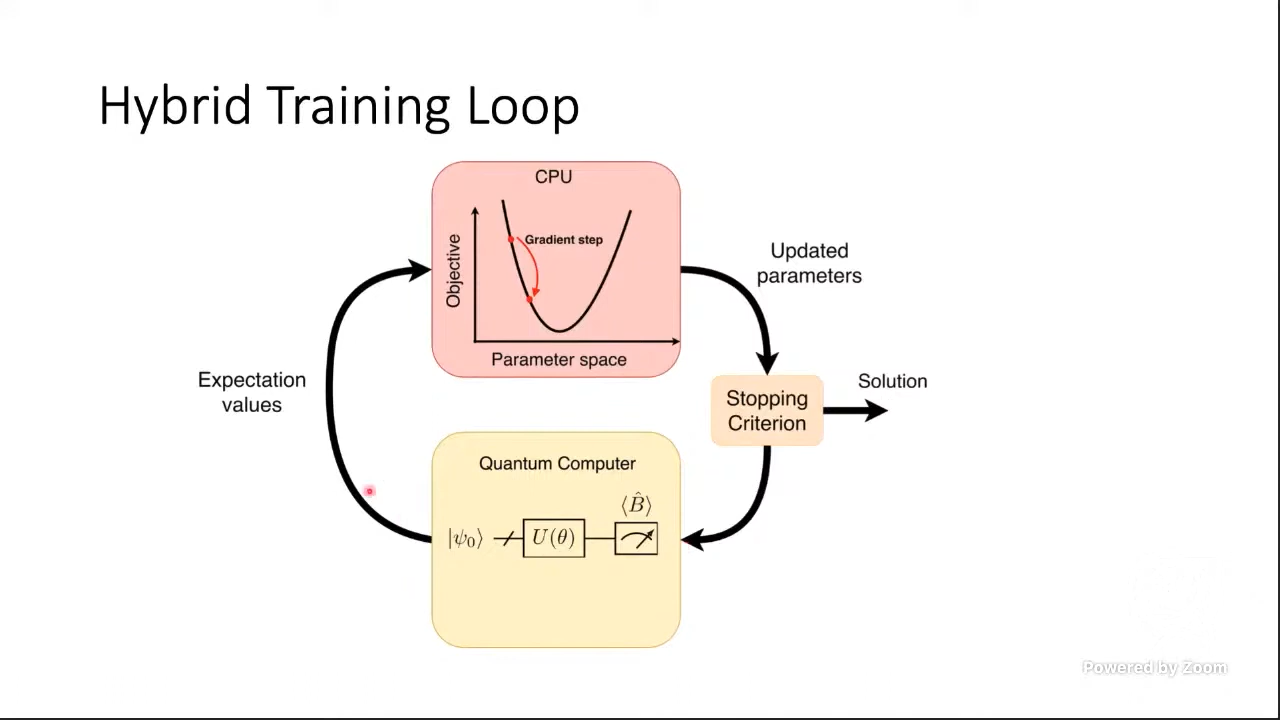 Hybrid Training Loop
CPU
Gradient step
Objective
Parameter space
Updated
parameters
Expectation
values
Stopping
Criterion
Solution
Quantum Computer
⟨B̂⟩
|ψ₀⟩ U(θ)
Powered by Zoom